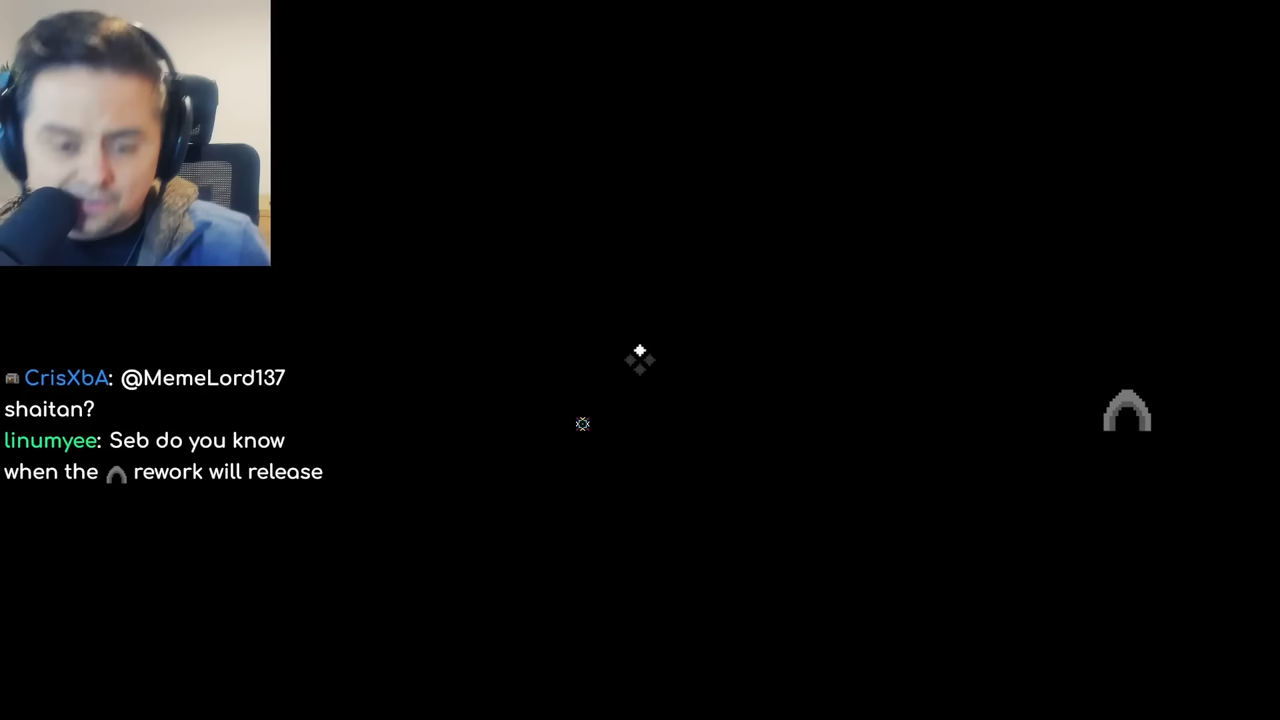 CrisXbA: @MemeLord137
shaitan?
linumyee: Seb do you know
when the rework will release